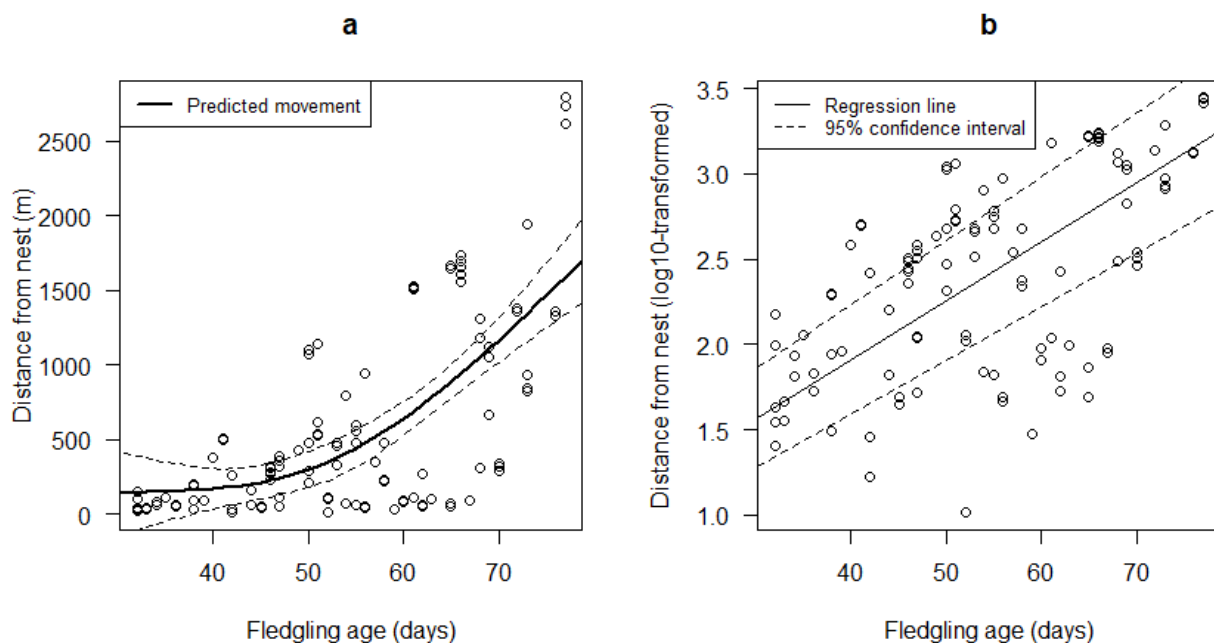 a
Predicted movement
Distance from nest (m)
2500
2000
1500
1000
500
0
40 50 60 70
Fledgling age (days)
b
Regression line
95% confidence interval
Distance from nest (log10-transformed)
3.5
3.0
2.5
2.0
1.5
1.0
40 50 60 70
Fledgling age (days)